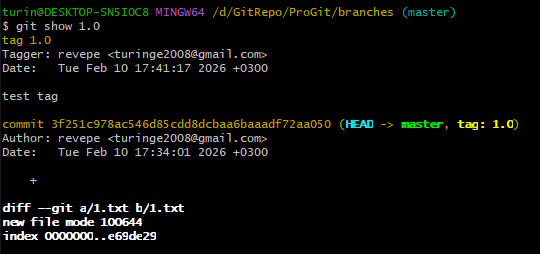 turin@DESKTOP-SN5IOC8 MINGW64 /d/GitRepo/ProGit/branches (master)
$ git show 1.0
tag 1.0
Tagger: revepe <turinge2008@gmail.com>
Date:   Tue Feb 10 17:41:17 2026 +0300

test tag

commit 3f251c978ac546d85cdd8dcbaa6baaadf72aa050 (HEAD -> master, tag: 1.0)
Author: revepe <turinge2008@gmail.com>
Date:   Tue Feb 10 17:34:01 2026 +0300

    +

diff --git a/1.txt b/1.txt
new file mode 100644
index 0000000..e69de29